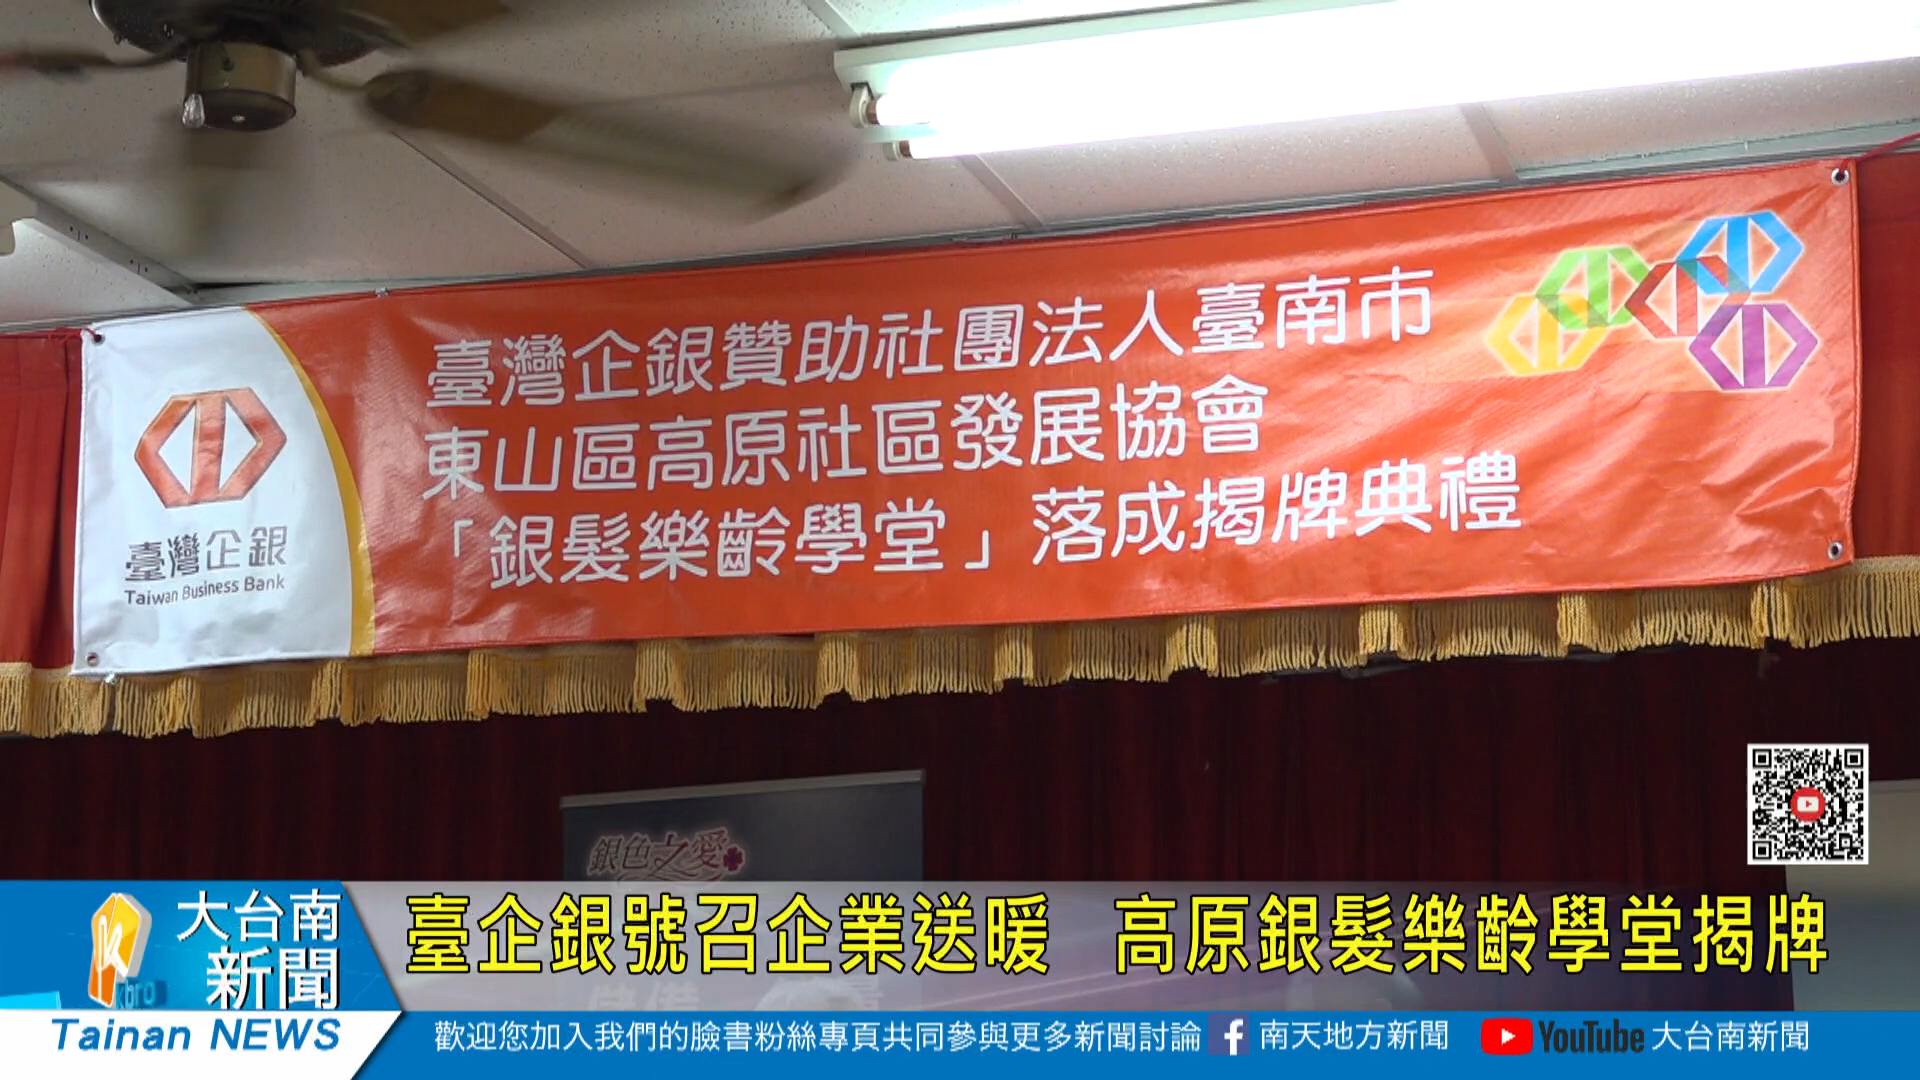 臺灣企銀贊助社團法人臺南市
東山區高原社區發展協會
「銀髮樂齡學堂」落成揭牌典禮
臺灣企銀
Taiwan Business Bank
銀色之愛
大台南
新聞
kbro
Tainan NEWS
臺企銀號召企業送暖 高原銀髮樂齡學堂揭牌
歡迎您加入我們的臉書粉絲專頁共同參與更多新聞討論 南天地方新聞 YouTube 大台南新聞